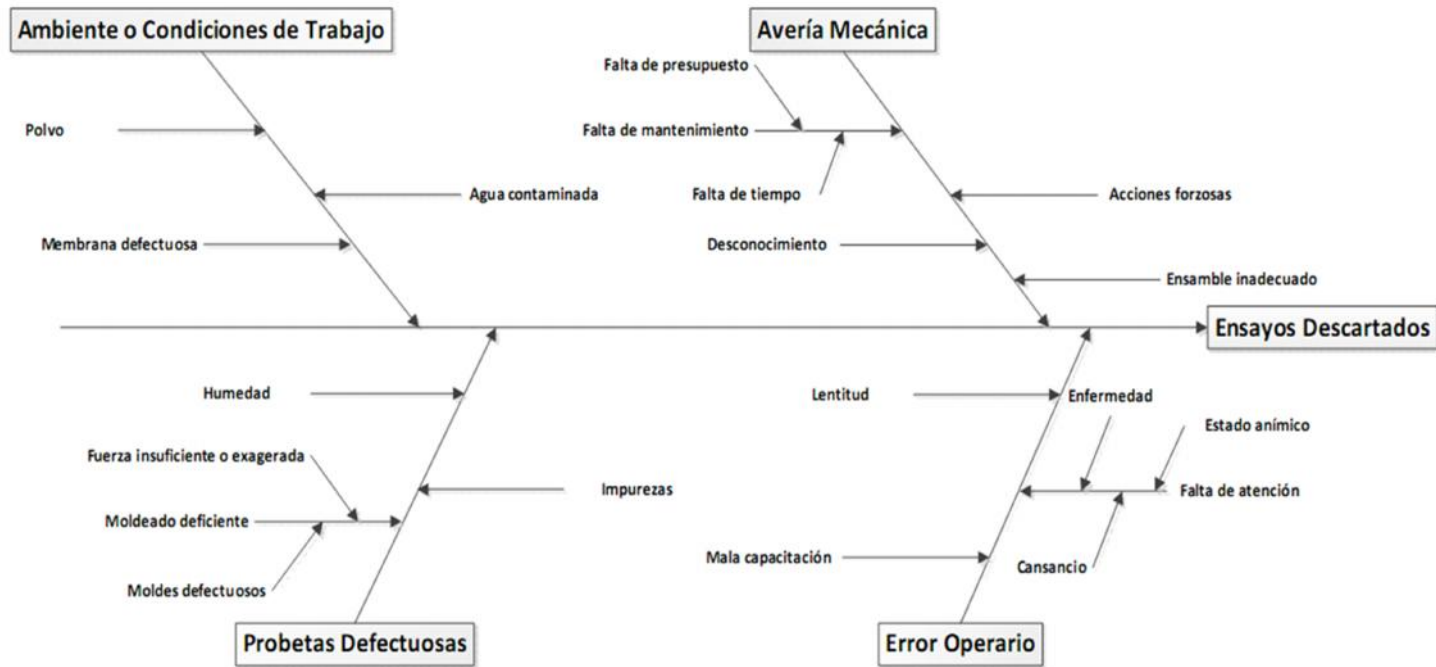 Ambiente o Condiciones de Trabajo
Avería Mecánica
Falta de presupuesto
Polvo
Falta de mantenimiento
Agua contaminada
Falta de tiempo
Acciones forzosas
Membrana defectuosa
Desconocimiento
Ensamble inadecuado
Ensayos Descartados
Humedad
Lentitud
Enfermedad
Estado anímico
Fuerza insuficiente o exagerada
Impurezas
Falta de atención
Moldeado deficiente
Mala capacitación
Cansancio
Moldes defectuosos
Probetas Defectuosas
Error Operario